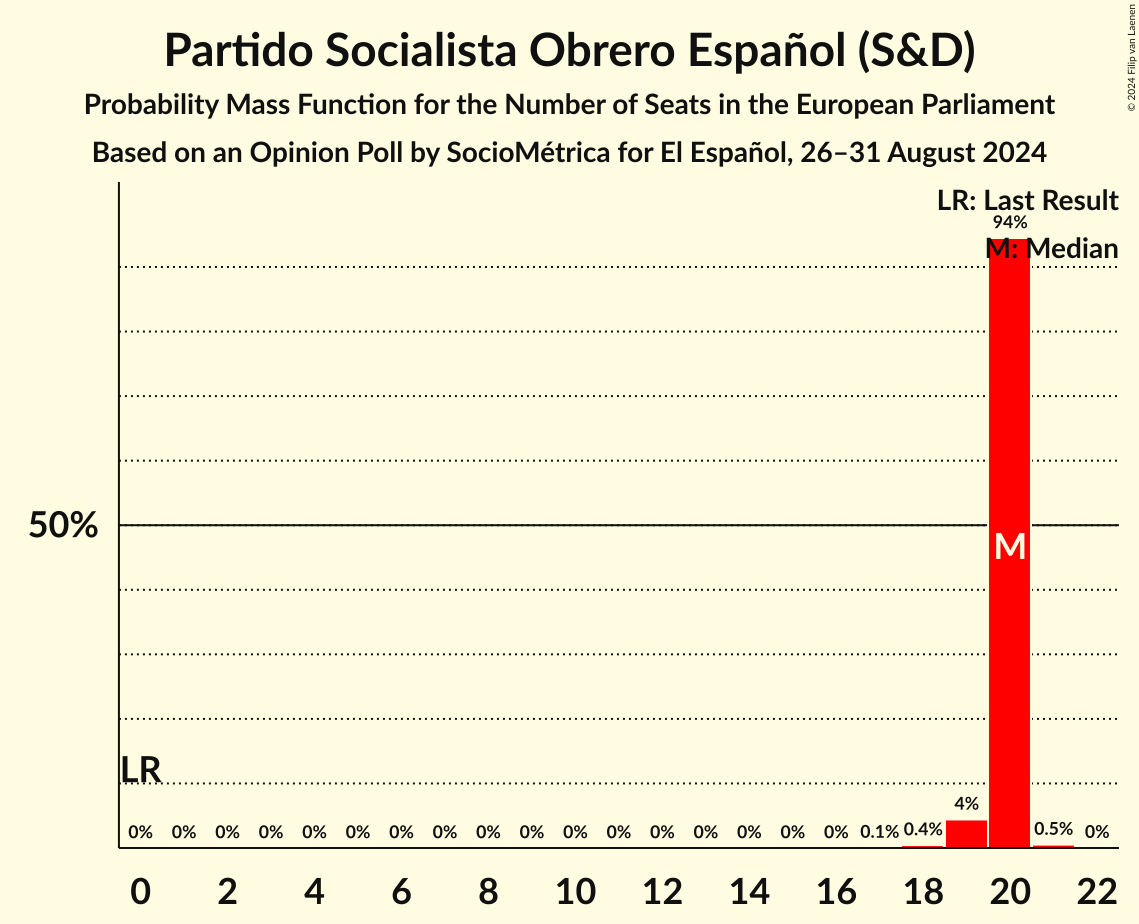 Partido Socialista Obrero Español (S&D)
Probability Mass Function for the Number of Seats in the European Parliament
Based on an Opinion Poll by SocioMétrica for El Español, 26–31 August 2024
© 2024 Filip van Laenen
LR: Last Result
94%
M: Median
50%
M
LR
4%
0% 0% 0% 0% 0% 0% 0% 0% 0% 0% 0% 0% 0% 0% 0% 0% 0% 0.1% 0.4% 0.5% 0%
0 2 4 6 8 10 12 14 16 18 20 22